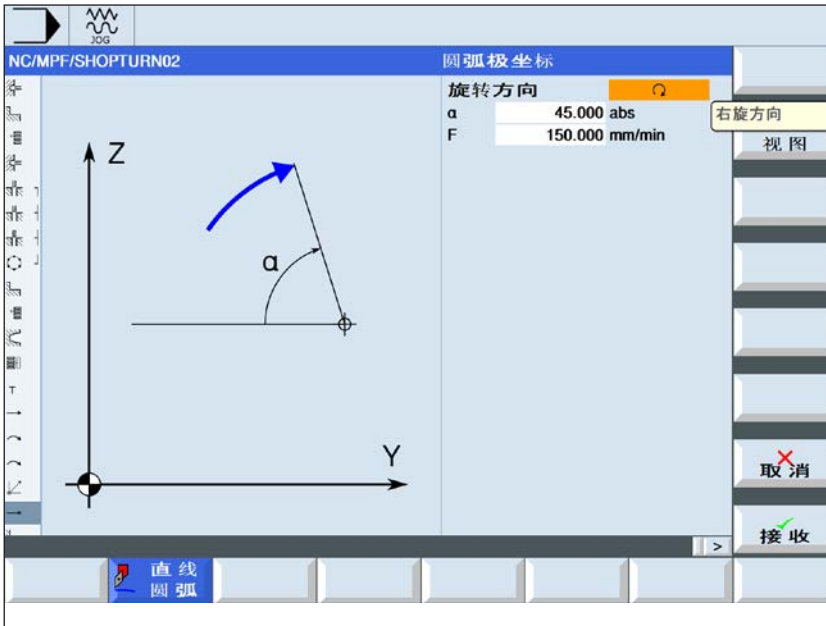 JOG
NC/MPF/SHOPTURN02
圆弧极坐标
旋转方向
α 45.000 abs
F 150.000 mm/min
右旋方向
视图
Z
α
Y
T
取消
接收
>
直线
圆弧